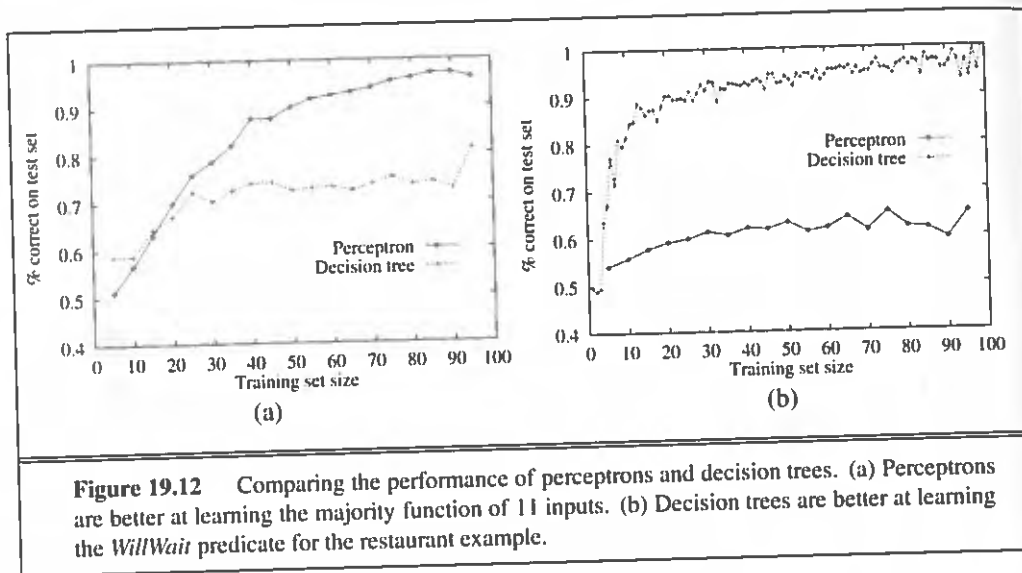 1
0.9
0.8
0.7
0.6
0.5
0.4
% correct on test set
Perceptron
Decision tree
0 10 20 30 40 50 60 70 80 90 100
Training set size
(a)
1
0.9
0.8
0.7
0.6
0.5
0.4
% correct on test set
Perceptron
Decision tree
0 10 20 30 40 50 60 70 80 90 100
Training set size
(b)
Figure 19.12 Comparing the performance of perceptrons and decision trees. (a) Perceptrons
are better at learning the majority function of 11 inputs. (b) Decision trees are better at learning
the WillWait predicate for the restaurant example.